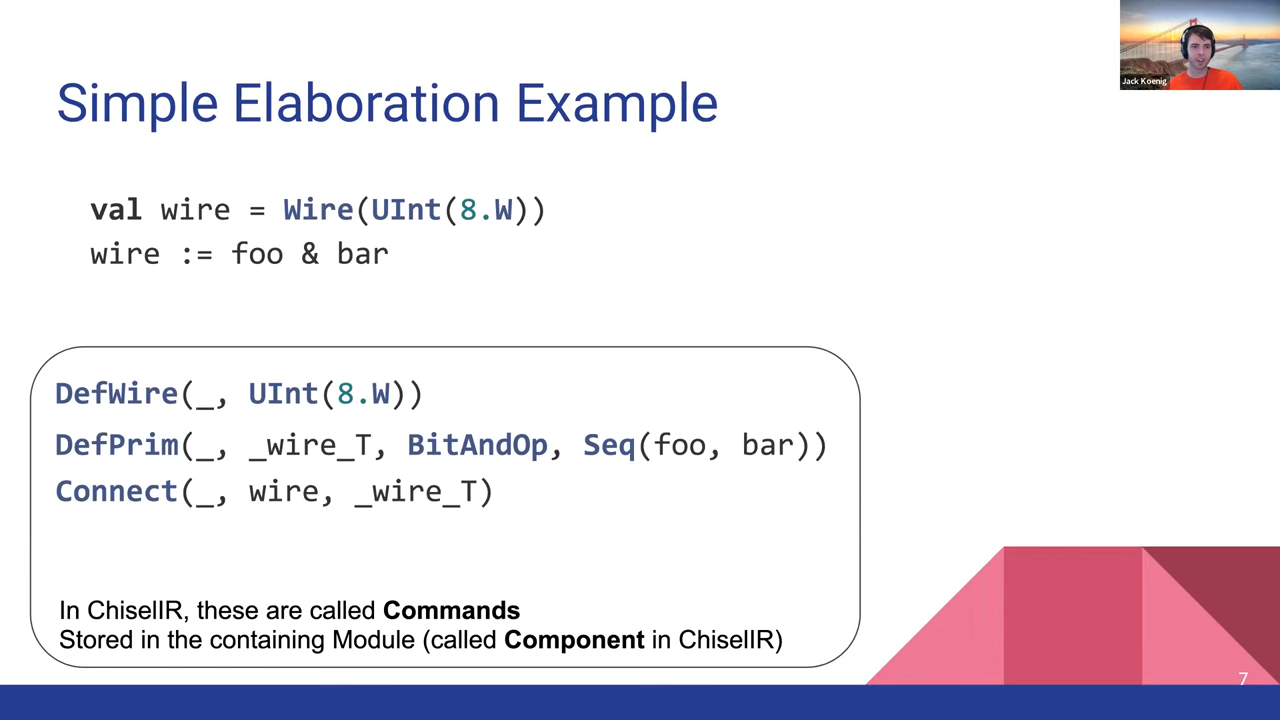 Jack Koenig
Simple Elaboration Example
val wire = Wire(UInt(8.W))
wire := foo & bar
DefWire(_, UInt(8.W))
DefPrim(_, _wire_T, BitAndOp, Seq(foo, bar))
Connect(_, wire, _wire_T)
In ChiselIR, these are called Commands
Stored in the containing Module (called Component in ChiselIR)
7